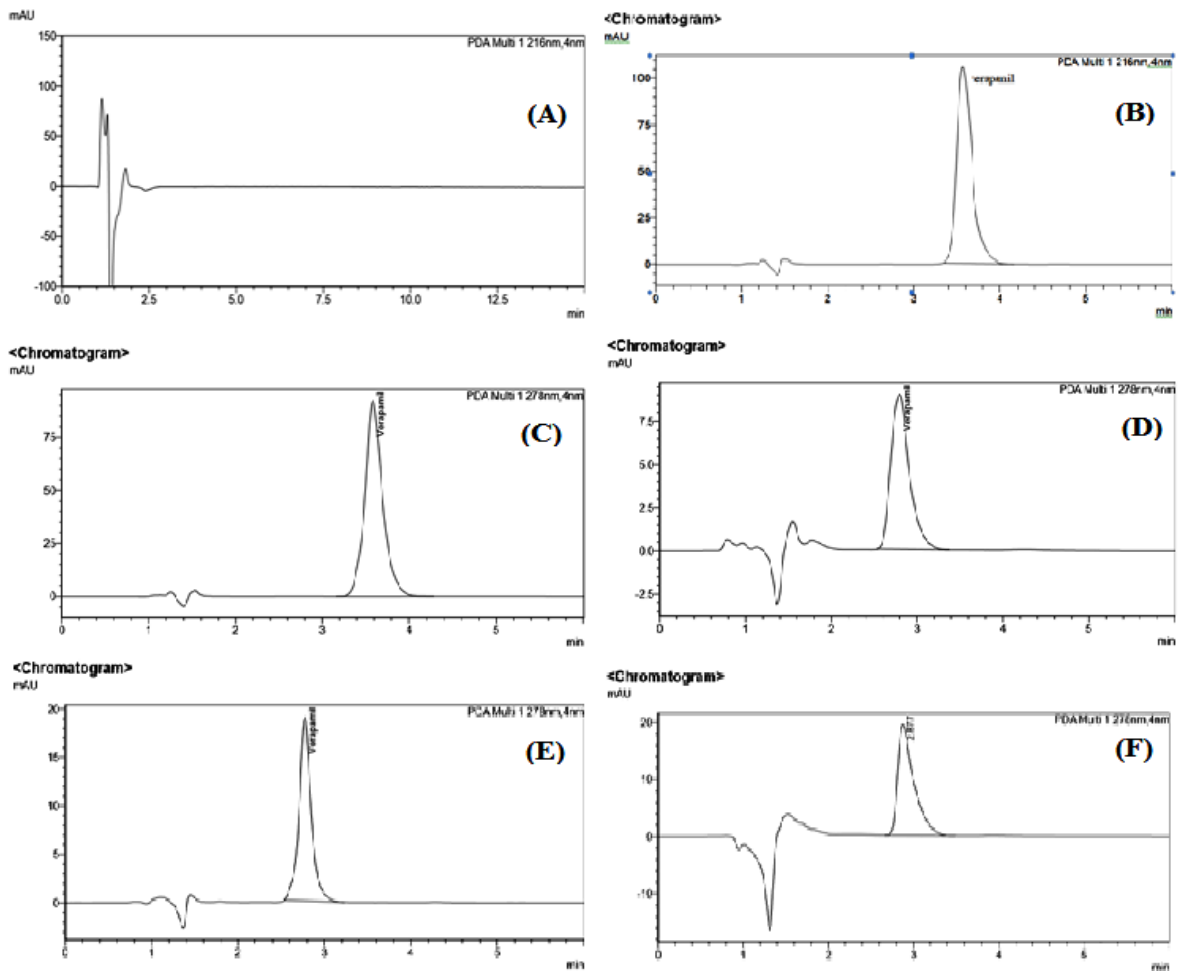 mAU
150
PDA Multi 1 216nm,4nm
100
(A)
50
0
-50
-100
0.0 2.5 5.0 7.5 10.0 12.5
min
<Chromatogram>
mAU
PDA Multi 1 216nm,4nm
100
erapamil
(B)
75
50
25
0
0 1 2 3 4 5
min
<Chromatogram>
mAU
PDA Multi 1 278nm,4nm
Verapamil
(C)
75
50
25
0
0 1 2 3 4 5
min
<Chromatogram>
mAU
PDA Multi 1 278nm,4nm
Verapamil
(D)
7.5
5.0
2.5
0.0
-2.5
0 1 2 3 4 5
min
<Chromatogram>
mAU
20
PDA Multi 1 278nm,4nm
Verapamil
(E)
15
10
5
0
0 1 2 3 4 5
min
<Chromatogram>
mAU
20
PDA Multi 1 278nm,4nm
2.877
(F)
10
0
-10
0 1 2 3 4 5
min